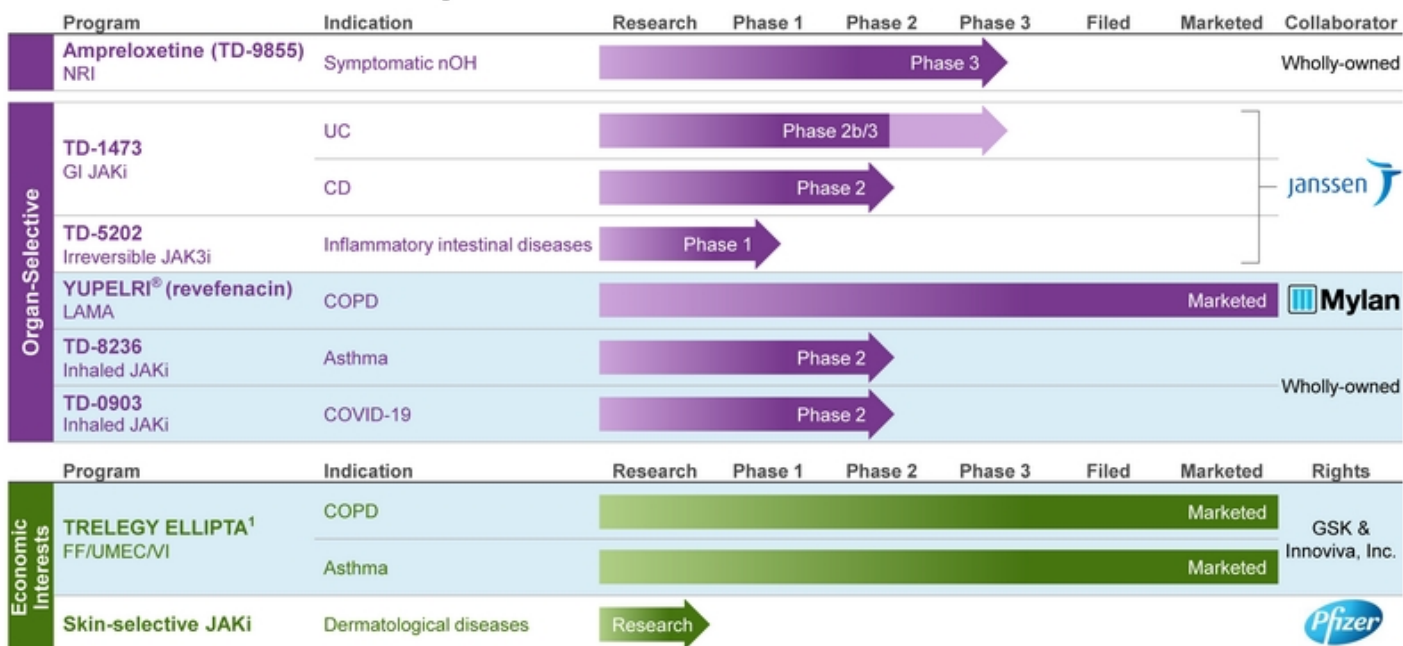 Program Indication Research Phase 1 Phase 2 Phase 3 Filed Marketed Collaborator
Ampreloxetine (TD-9855)
NRI
Symptomatic nOH
Phase 3
Wholly-owned
Organ-Selective
TD-1473
GI JAKi
UC
Phase 2b/3
CD
Phase 2
janssen
TD-5202
Irreversible JAK3i
Inflammatory intestinal diseases
Phase 1
YUPELRI® (revefenacin)
LAMA
COPD
Marketed
Mylan
TD-8236
Inhaled JAKi
Asthma
Phase 2
Wholly-owned
TD-0903
Inhaled JAKi
COVID-19
Phase 2
Program Indication Research Phase 1 Phase 2 Phase 3 Filed Marketed Rights
Economic
Interests
TRELEGY ELLIPTA¹
FF/UMEC/VI
COPD
Marketed
Asthma
Marketed
GSK &
Innoviva, Inc.
Skin-selective JAKi
Dermatological diseases
Research
Pfizer